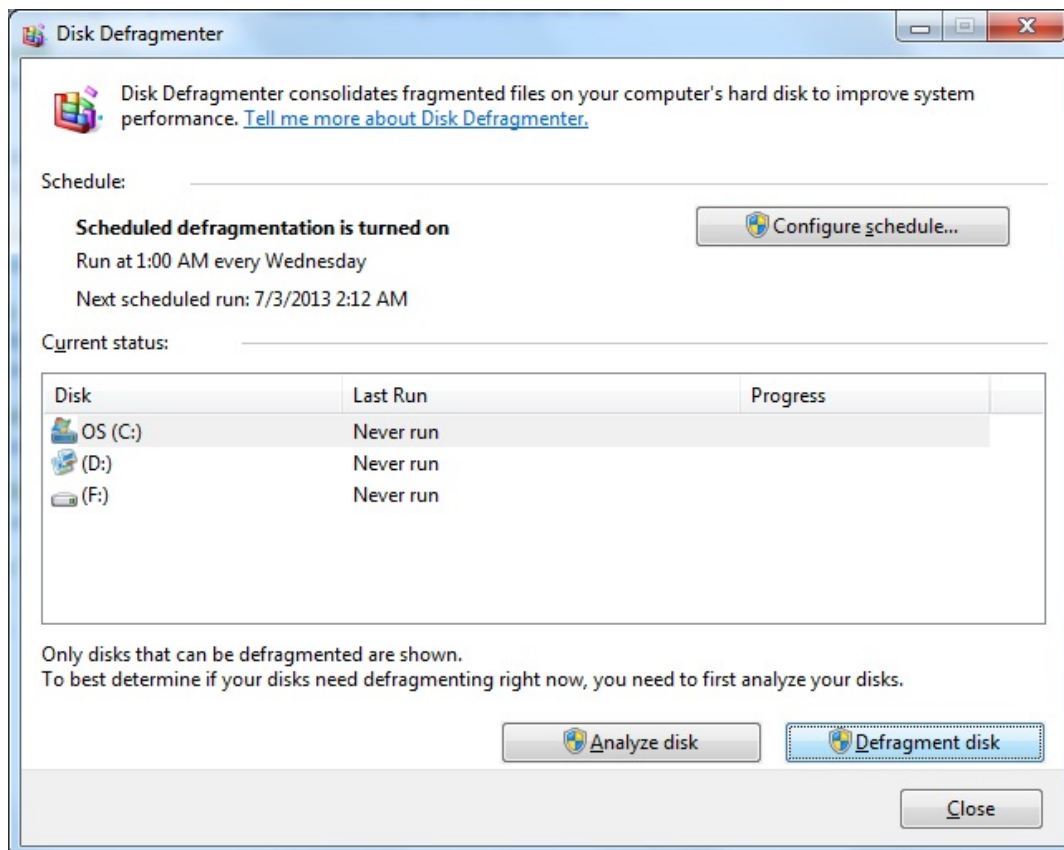 Disk Defragmenter
Disk Defragmenter consolidates fragmented files on your computer's hard disk to improve system
performance. Tell me more about Disk Defragmenter.
Schedule:
Scheduled defragmentation is turned on
Configure schedule...
Run at 1:00 AM every Wednesday
Next scheduled run: 7/3/2013 2:12 AM
Current status:
Disk Last Run Progress
OS (C:) Never run
(D:) Never run
(F:) Never run
Only disks that can be defragmented are shown.
To best determine if your disks need defragmenting right now, you need to first analyze your disks.
Analyze disk Defragment disk
Close